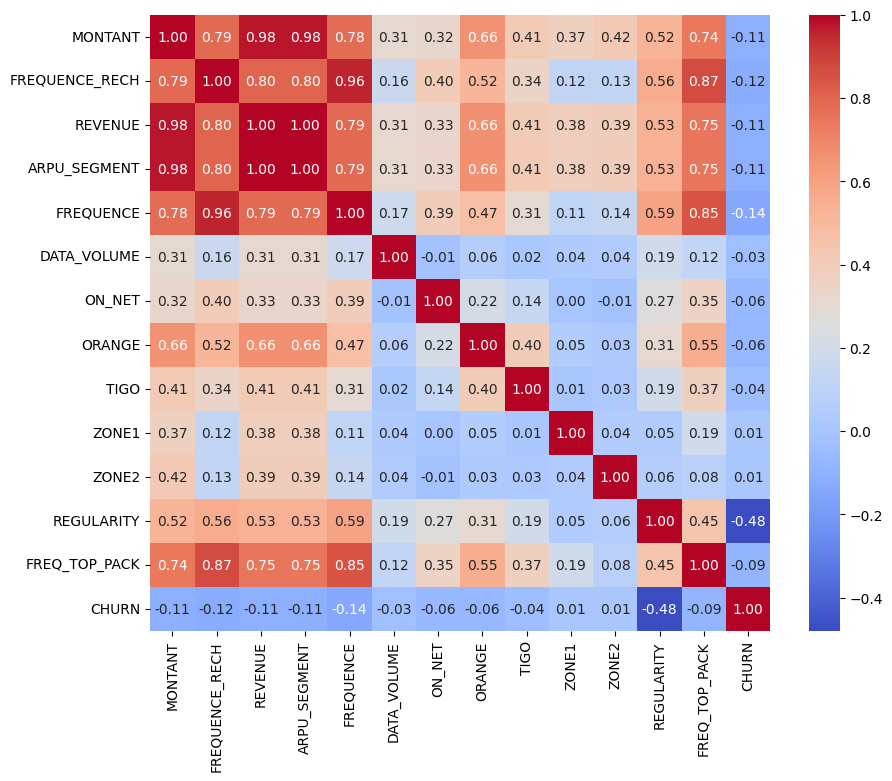 MONTANT 1.00 0.79 0.98 0.98 0.78 0.31 0.32 0.66 0.41 0.37 0.42 0.52 0.74 -0.11
FREQUENCE_RECH 0.79 1.00 0.80 0.80 0.96 0.16 0.40 0.52 0.34 0.12 0.13 0.56 0.87 -0.12
REVENUE 0.98 0.80 1.00 1.00 0.79 0.31 0.33 0.66 0.41 0.38 0.39 0.53 0.75 -0.11
ARPU_SEGMENT 0.98 0.80 1.00 1.00 0.79 0.31 0.33 0.66 0.41 0.38 0.39 0.53 0.75 -0.11
FREQUENCE 0.78 0.96 0.79 0.79 1.00 0.17 0.39 0.47 0.31 0.11 0.14 0.59 0.85 -0.14
DATA_VOLUME 0.31 0.16 0.31 0.31 0.17 1.00 -0.01 0.06 0.02 0.04 0.04 0.19 0.12 -0.03
ON_NET 0.32 0.40 0.33 0.33 0.39 -0.01 1.00 0.22 0.14 0.00 -0.01 0.27 0.35 -0.06
ORANGE 0.66 0.52 0.66 0.66 0.47 0.06 0.22 1.00 0.40 0.05 0.03 0.31 0.55 -0.06
TIGO 0.41 0.34 0.41 0.41 0.31 0.02 0.14 0.40 1.00 0.01 0.03 0.19 0.37 -0.04
ZONE1 0.37 0.12 0.38 0.38 0.11 0.04 0.00 0.05 0.01 1.00 0.04 0.05 0.19 0.01
ZONE2 0.42 0.13 0.39 0.39 0.14 0.04 -0.01 0.03 0.03 0.04 1.00 0.06 0.08 0.01
REGULARITY 0.52 0.56 0.53 0.53 0.59 0.19 0.27 0.31 0.19 0.05 0.06 1.00 0.45 -0.48
FREQ_TOP_PACK 0.74 0.87 0.75 0.75 0.85 0.12 0.35 0.55 0.37 0.19 0.08 0.45 1.00 -0.09
CHURN -0.11 -0.12 -0.11 -0.11 -0.14 -0.03 -0.06 -0.06 -0.04 0.01 0.01 -0.48 -0.09 1.00
MONTANT
FREQUENCE_RECH
REVENUE
ARPU_SEGMENT
FREQUENCE
DATA_VOLUME
ON_NET
ORANGE
TIGO
ZONE1
ZONE2
REGULARITY
FREQ_TOP_PACK
CHURN
1.0
0.8
0.6
0.4
0.2
0.0
−0.2
−0.4